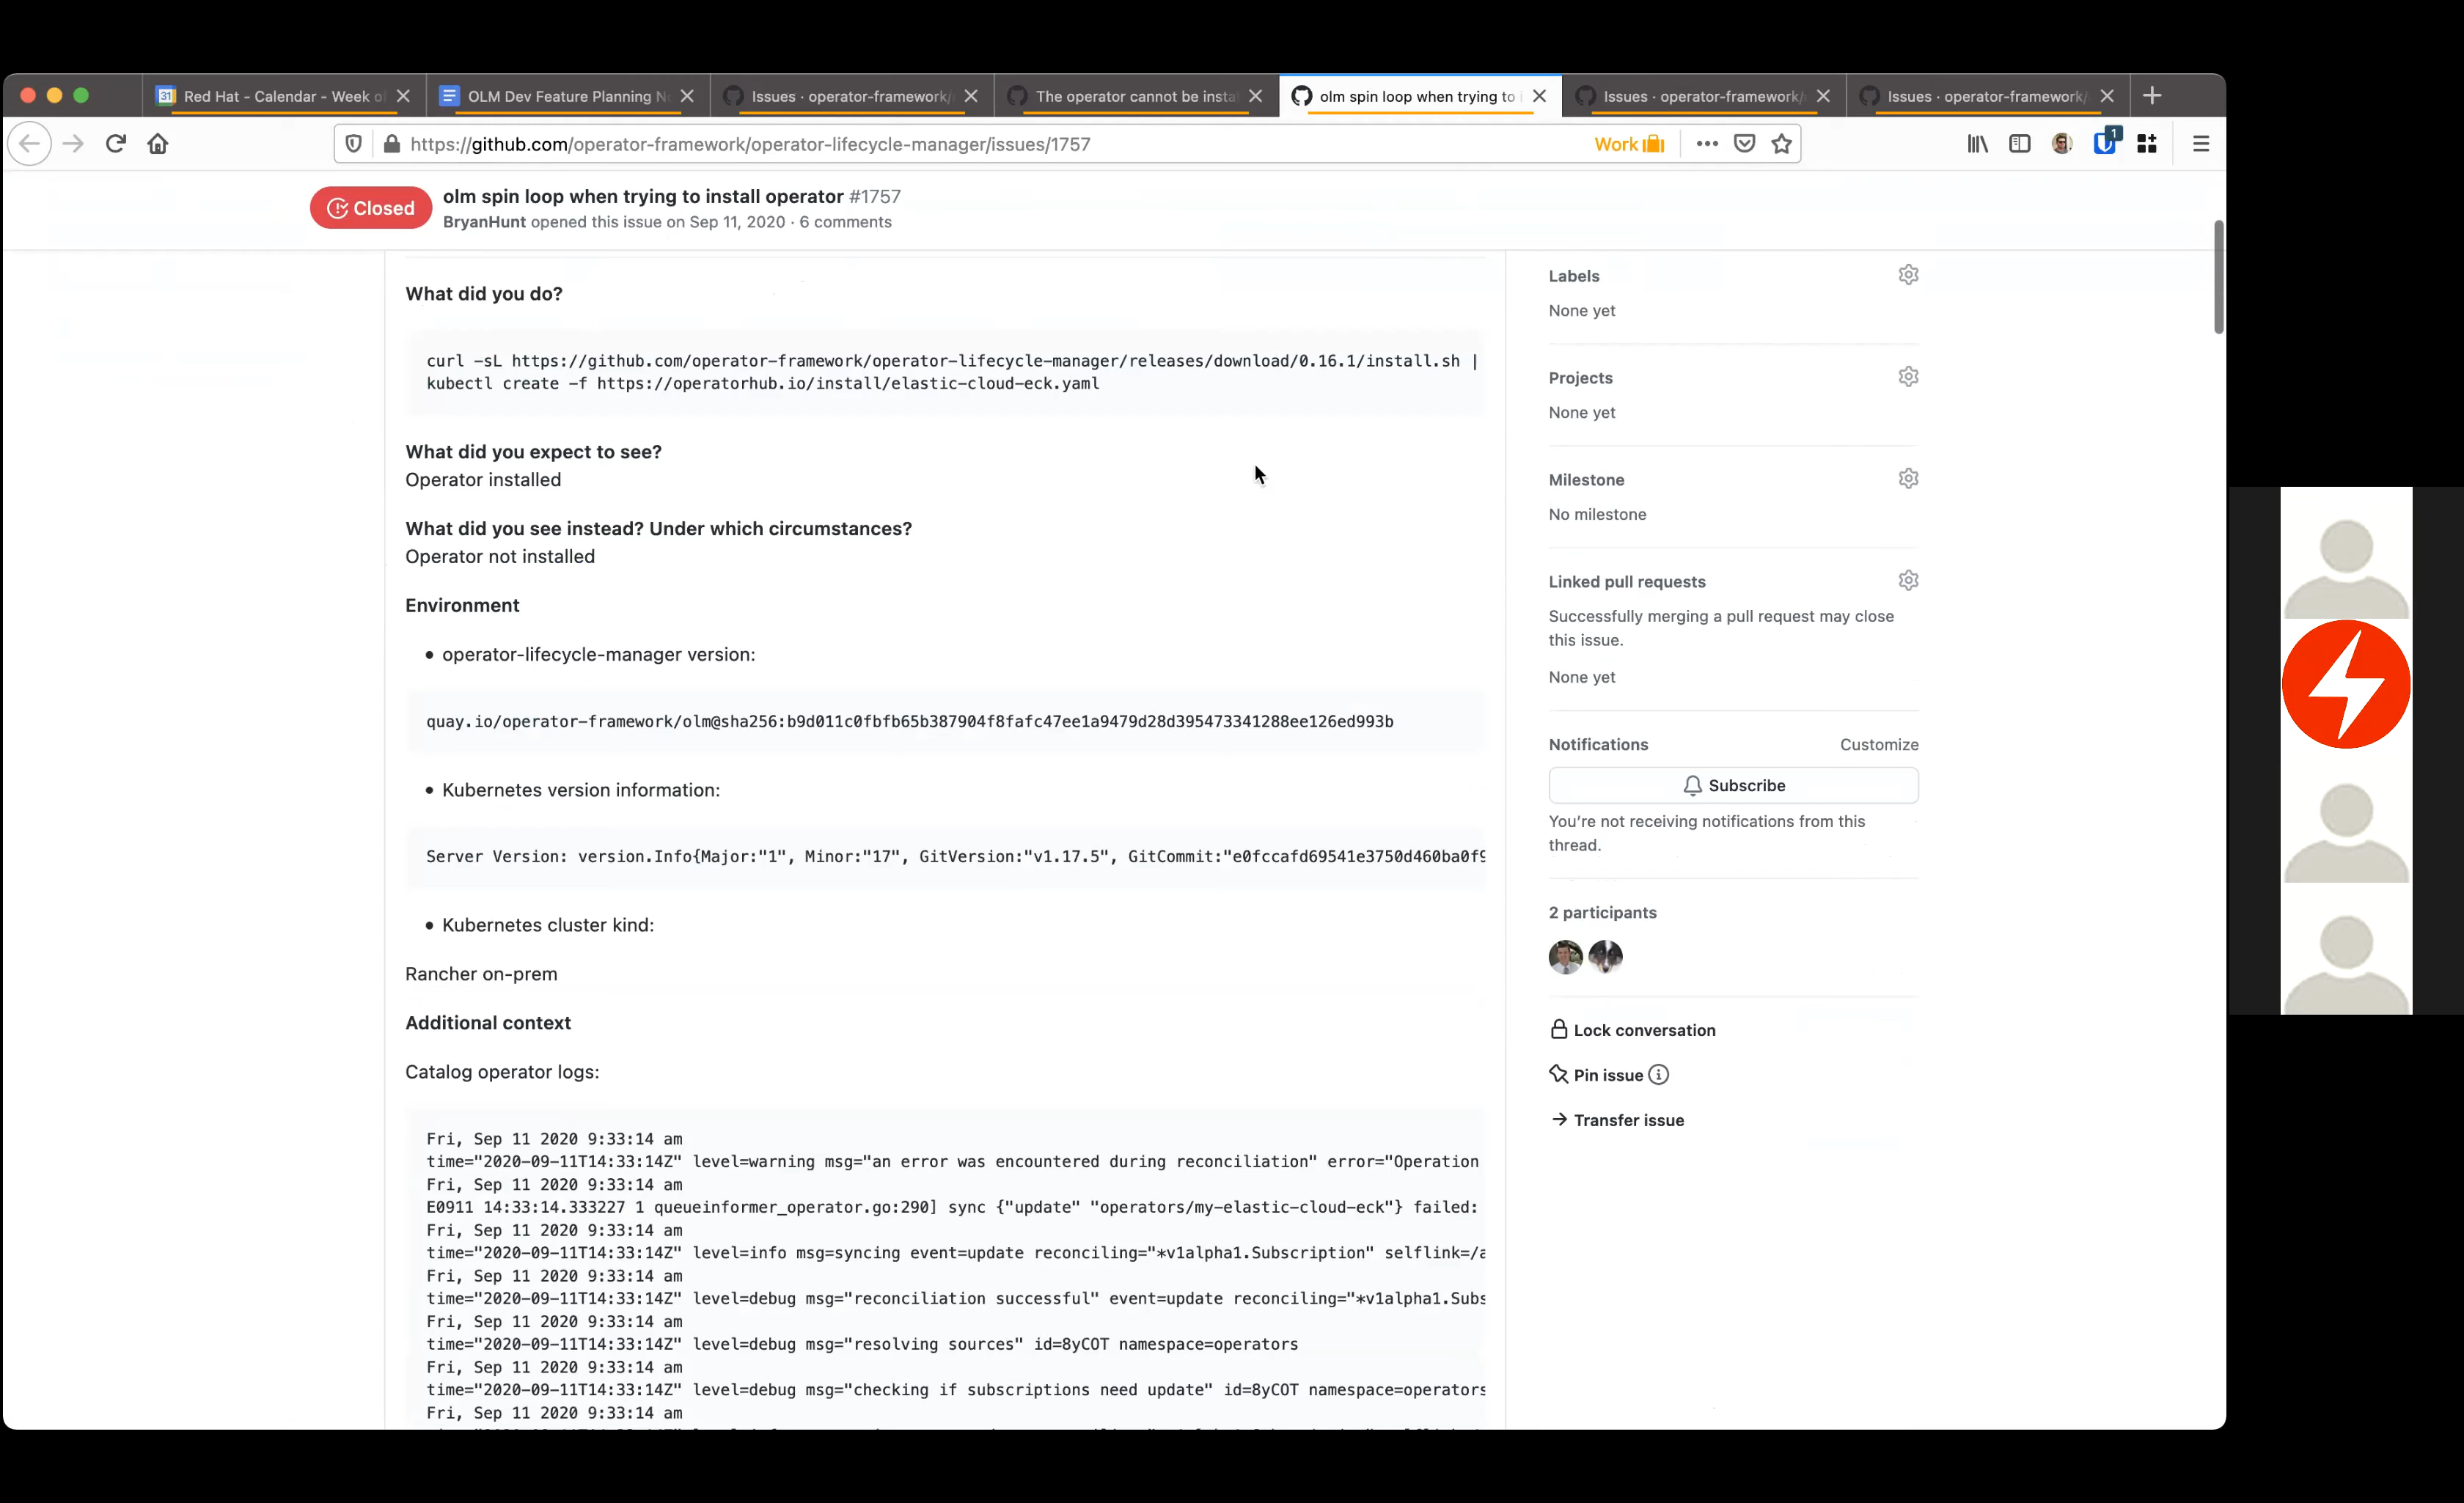 31 Red Hat - Calendar - Week o
OLM Dev Feature Planning N
Issues · operator-framework/
The operator cannot be insta
olm spin loop when trying to i
Issues · operator-framework/
Issues · operator-framework/
https://github.com/operator-framework/operator-lifecycle-manager/issues/1757
Work
1
Closed
olm spin loop when trying to install operator #1757
BryanHunt opened this issue on Sep 11, 2020 · 6 comments
What did you do?
curl -sL https://github.com/operator-framework/operator-lifecycle-manager/releases/download/0.16.1/install.sh |
kubectl create -f https://operatorhub.io/install/elastic-cloud-eck.yaml
What did you expect to see?
Operator installed
What did you see instead? Under which circumstances?
Operator not installed
Environment
• operator-lifecycle-manager version:
quay.io/operator-framework/olm@sha256:b9d011c0fbfb65b387904f8fafc47ee1a9479d28d395473341288ee126ed993b
• Kubernetes version information:
Server Version: version.Info{Major:"1", Minor:"17", GitVersion:"v1.17.5", GitCommit:"e0fccafd69541e3750d460ba0f9
• Kubernetes cluster kind:
Rancher on-prem
Additional context
Catalog operator logs:
Fri, Sep 11 2020 9:33:14 am
time="2020-09-11T14:33:14Z" level=warning msg="an error was encountered during reconciliation" error="Operation
Fri, Sep 11 2020 9:33:14 am
E0911 14:33:14.333227 1 queueinformer_operator.go:290] sync {"update" "operators/my-elastic-cloud-eck"} failed:
Fri, Sep 11 2020 9:33:14 am
time="2020-09-11T14:33:14Z" level=info msg=syncing event=update reconciling="*v1alpha1.Subscription" selflink=/a
Fri, Sep 11 2020 9:33:14 am
time="2020-09-11T14:33:14Z" level=debug msg="reconciliation successful" event=update reconciling="*v1alpha1.Subs
Fri, Sep 11 2020 9:33:14 am
time="2020-09-11T14:33:14Z" level=debug msg="resolving sources" id=8yCOT namespace=operators
Fri, Sep 11 2020 9:33:14 am
time="2020-09-11T14:33:14Z" level=debug msg="checking if subscriptions need update" id=8yCOT namespace=operators
Fri, Sep 11 2020 9:33:14 am
Labels
None yet
Projects
None yet
Milestone
No milestone
Linked pull requests
Successfully merging a pull request may close
this issue.
None yet
Notifications Customize
Subscribe
You're not receiving notifications from this
thread.
2 participants
Lock conversation
Pin issue
Transfer issue